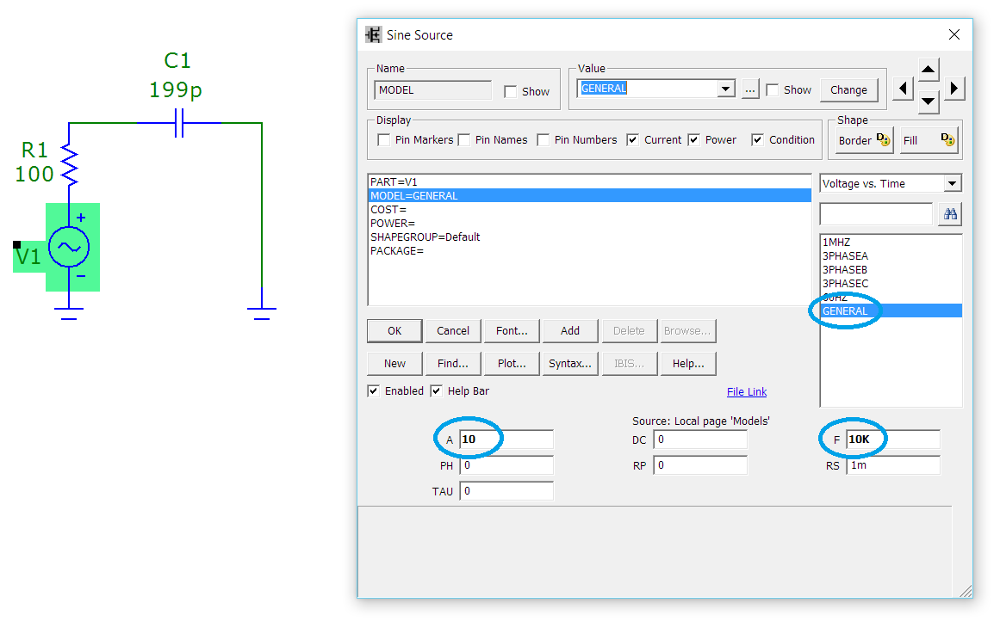 C1
199p
R1
100
+
V1
−
Sine Source
Name
MODEL
Show
Value
GENERAL
...
Show
Change
Display
Pin Markers
Pin Names
Pin Numbers
Current
Power
Condition
Shape
Border D
Fill D
PART=V1
MODEL=GENERAL
COST=
POWER=
SHAPEGROUP=Default
PACKAGE=
Voltage vs. Time
1MHZ
3PHASEA
3PHASEB
3PHASEC
60HZ
GENERAL
OK
Cancel
Font...
Add
Delete
Browse...
New
Find...
Plot...
Syntax...
IBIS...
Help...
Enabled
Help Bar
File Link
Source: Local page 'Models'
A 10
DC 0
F 10K
PH 0
RP 0
RS 1m
TAU 0